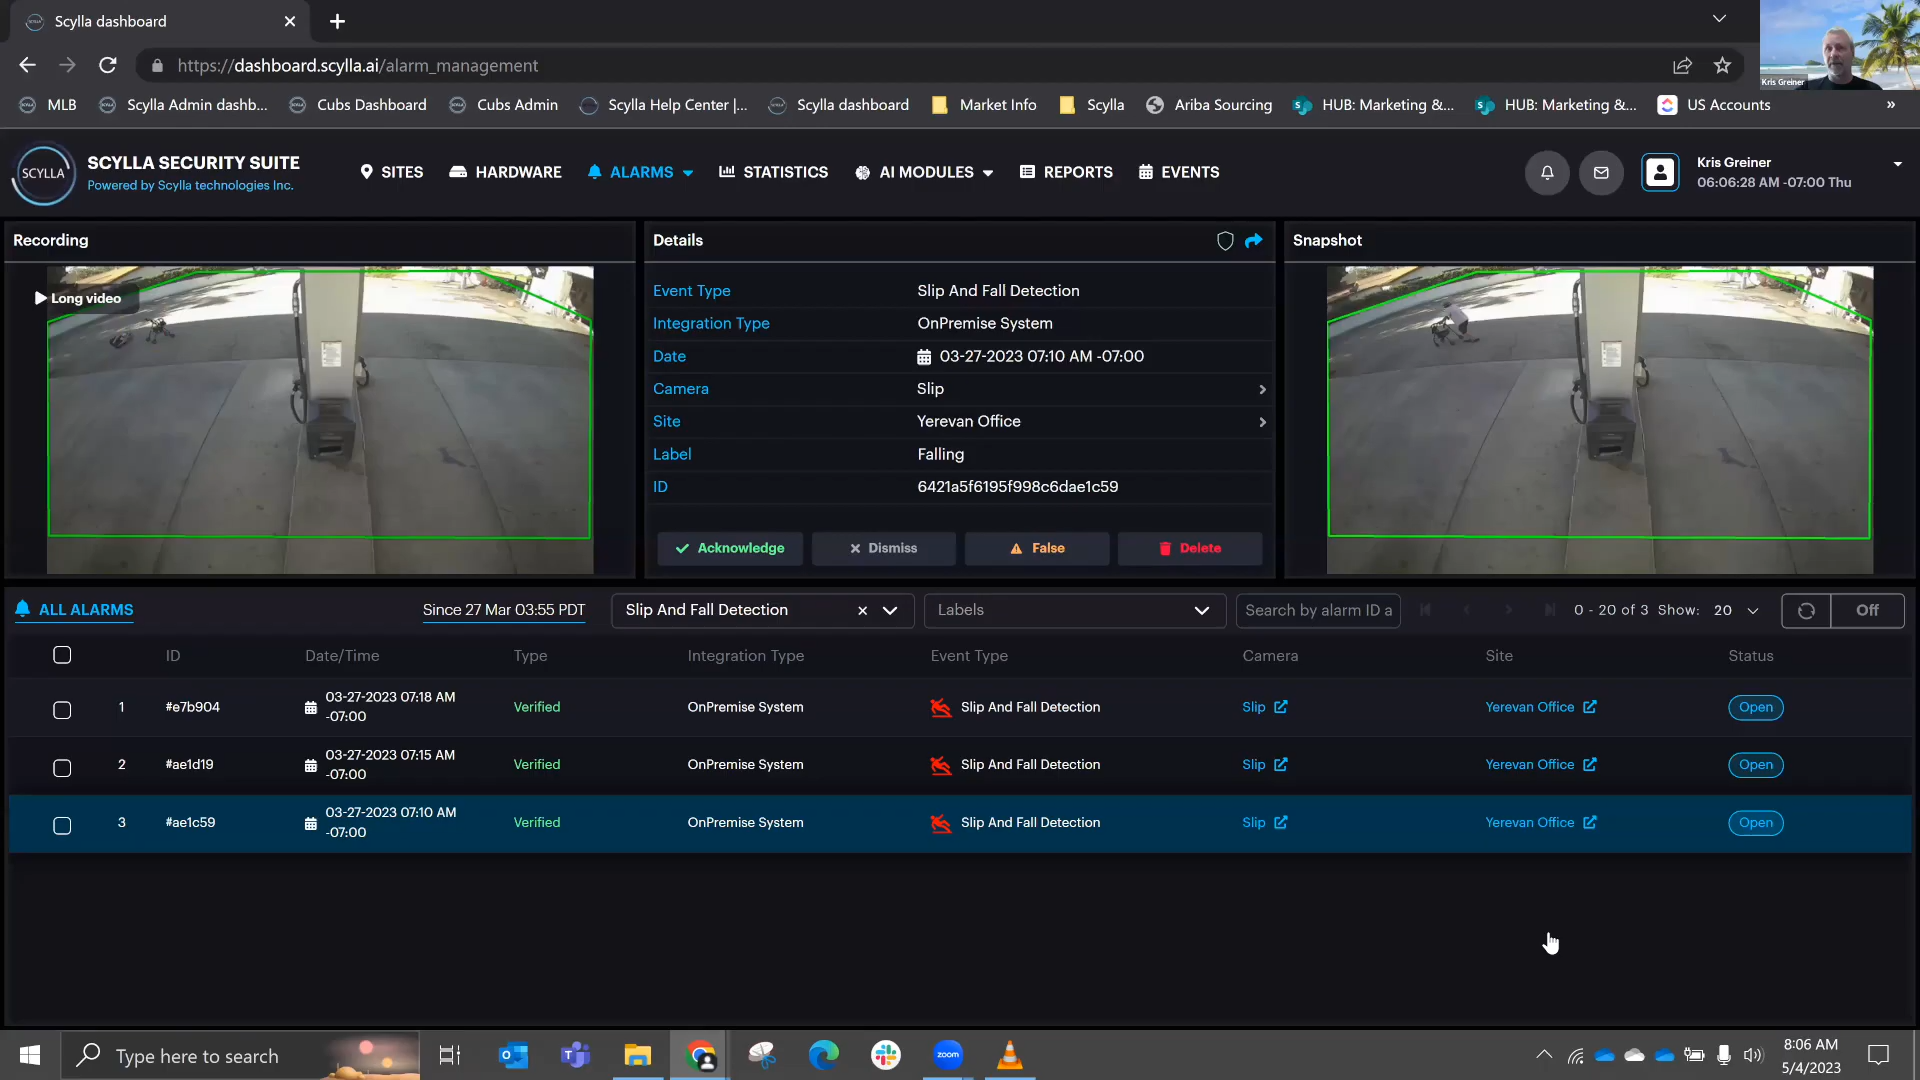 Scylla dashboard
https://dashboard.scylla.ai/alarm_management
Kris Greiner
MLB
Scylla Admin dashb...
Cubs Dashboard
Cubs Admin
Scylla Help Center |...
Scylla dashboard
Market Info
Scylla
Ariba Sourcing
HUB: Marketing &...
HUB: Marketing &...
US Accounts
»
SCYLLA
SCYLLA SECURITY SUITE
Powered by Scylla technologies Inc.
SITES
HARDWARE
ALARMS
STATISTICS
AI MODULES
REPORTS
EVENTS
Kris Greiner
06:06:28 AM -07:00 Thu
Recording
Long video
Details
Event Type Slip And Fall Detection
Integration Type OnPremise System
Date 03-27-2023 07:10 AM -07:00
Camera Slip
Site Yerevan Office
Label Falling
ID 6421a5f6195f998c6dae1c59
Acknowledge
Dismiss
False
Delete
Snapshot
ALL ALARMS
Since 27 Mar 03:55 PDT
Slip And Fall Detection
Labels
Search by alarm ID a
0 - 20 of 3 Show: 20
Off
ID Date/Time Type Integration Type Event Type Camera Site Status
1 #e7b904 03-27-2023 07:18 AM -07:00 Verified OnPremise System Slip And Fall Detection Slip Yerevan Office Open
2 #ae1d19 03-27-2023 07:15 AM -07:00 Verified OnPremise System Slip And Fall Detection Slip Yerevan Office Open
3 #ae1c59 03-27-2023 07:10 AM -07:00 Verified OnPremise System Slip And Fall Detection Slip Yerevan Office Open
Type here to search
zoom
8:06 AM
5/4/2023